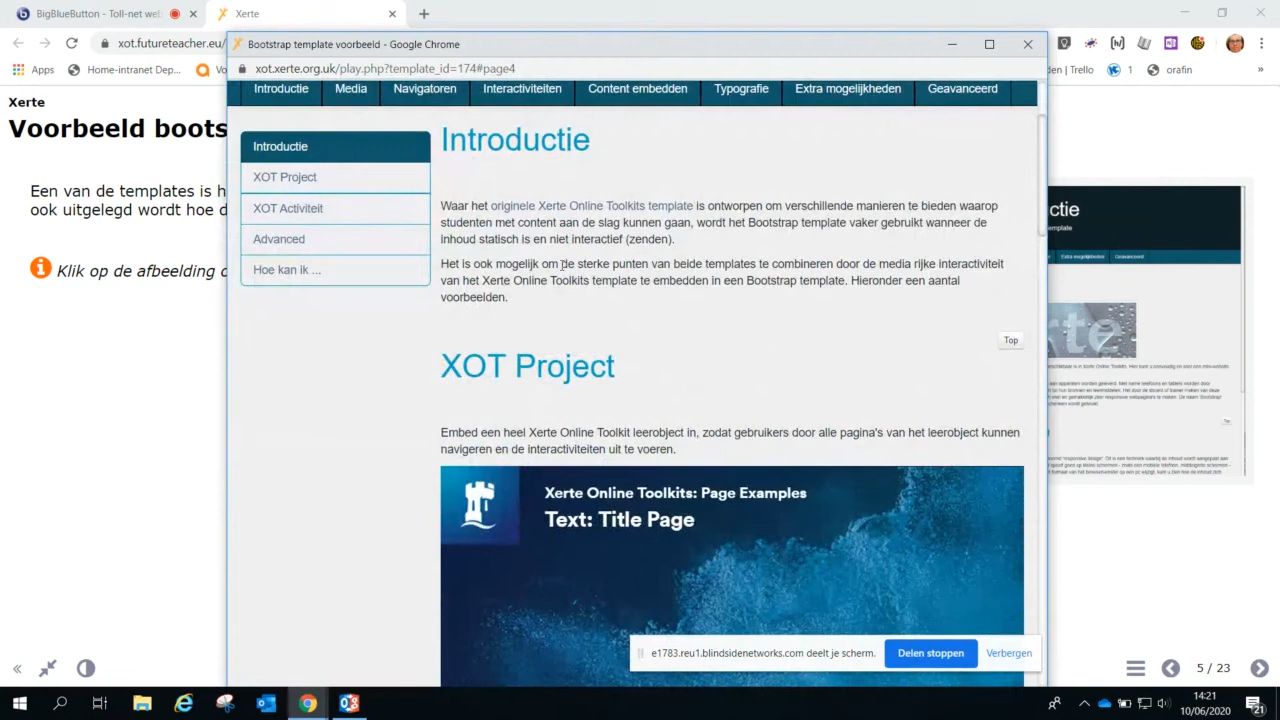 BigBlueButton - Toll-net web
Xerte
xot.futureteacher.eu/
Apps
Home-intranet Dep...
Vo
den | Trello
1
orafin
»
Bootstrap template voorbeeld - Google Chrome
xot.xerte.org.uk/play.php?template_id=174#page4
Xerte
Voorbeeld boots
Een van de templates is h
ook uitgelegd wordt hoe d
Klik op de afbeelding o
Introductie
Media
Navigatoren
Interactiviteiten
Content embedden
Typografie
Extra mogelijkheden
Geavanceerd
Introductie
XOT Project
XOT Activiteit
Advanced
Hoe kan ik ...
Introductie
Waar het originele Xerte Online Toolkits template is ontworpen om verschillende manieren te bieden waarop
studenten met content aan de slag kunnen gaan, wordt het Bootstrap template vaker gebruikt wanneer de
inhoud statisch is en niet interactief (zenden).
Het is ook mogelijk om de sterke punten van beide templates te combineren door de media rijke interactiviteit
van het Xerte Online Toolkits template te embedden in een Bootstrap template. Hieronder een aantal
voorbeelden.
Top
XOT Project
Embed een heel Xerte Online Toolkit leerobject in, zodat gebruikers door alle pagina's van het leerobject kunnen
navigeren en de interactiviteiten uit te voeren.
Xerte Online Toolkits: Page Examples
Text: Title Page
e1783.reu1.blindsidenetworks.com deelt je scherm.
Delen stoppen
Verbergen
ctie
emplate
Extra mogelijkheden
Geavanceerd
Top
«
5 / 23
14:21
10/06/2020
21